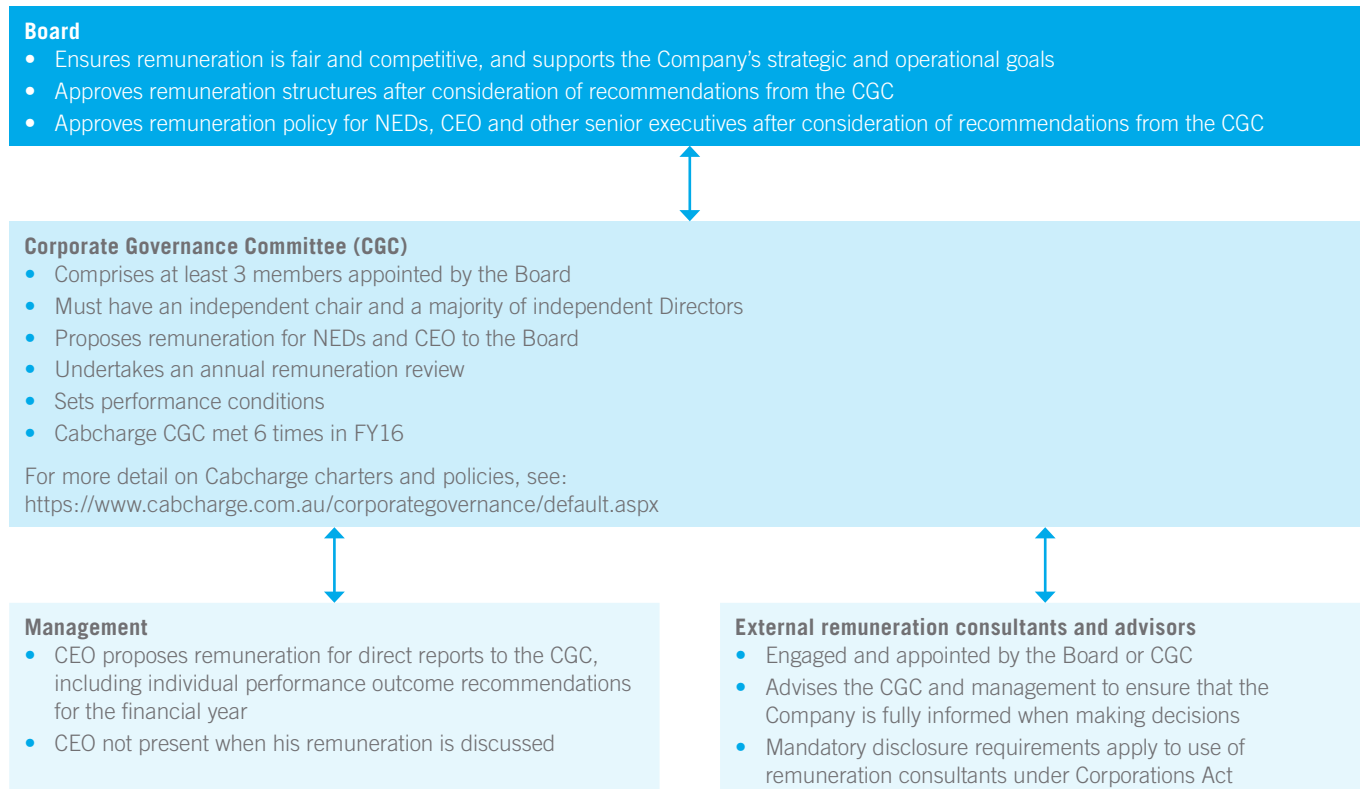 Board
• Ensures remuneration is fair and competitive, and supports the Company’s strategic and operational goals
• Approves remuneration structures after consideration of recommendations from the CGC
• Approves remuneration policy for NEDs, CEO and other senior executives after consideration of recommendations from the CGC
Corporate Governance Committee (CGC)
• Comprises at least 3 members appointed by the Board
• Must have an independent chair and a majority of independent Directors
• Proposes remuneration for NEDs and CEO to the Board
• Undertakes an annual remuneration review
• Sets performance conditions
• Cabcharge CGC met 6 times in FY16
For more detail on Cabcharge charters and policies, see:
https://www.cabcharge.com.au/corporategovernance/default.aspx
Management
• CEO proposes remuneration for direct reports to the CGC,
including individual performance outcome recommendations
for the financial year
• CEO not present when his remuneration is discussed
External remuneration consultants and advisors
• Engaged and appointed by the Board or CGC
• Advises the CGC and management to ensure that the
Company is fully informed when making decisions
• Mandatory disclosure requirements apply to use of
remuneration consultants under Corporations Act